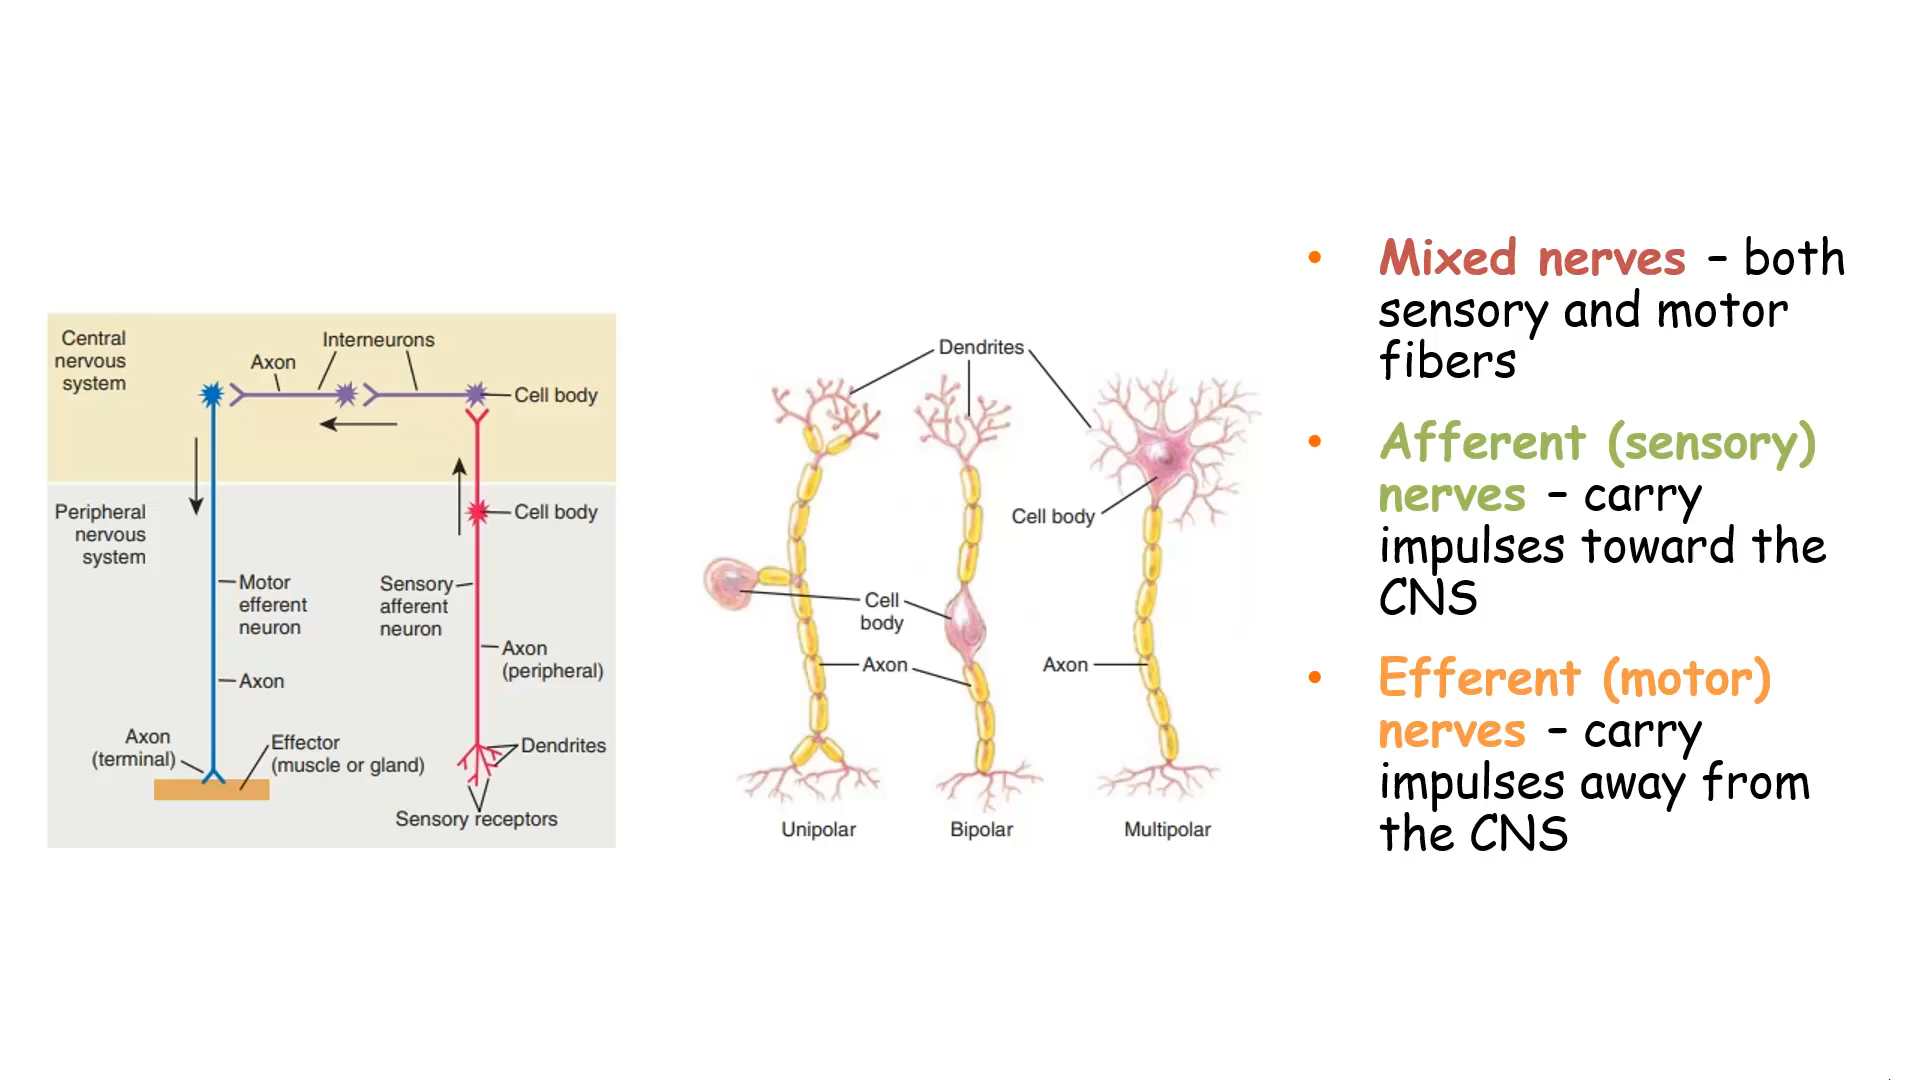 Central
nervous
system
Interneurons
Axon
Cell body
Peripheral
nervous
system
Cell body
Motor
efferent
neuron
Sensory
afferent
neuron
Axon
(peripheral)
Axon
Axon
(terminal)
Effector
(muscle or gland)
Dendrites
Sensory receptors
Dendrites
Cell body
Cell
body
Axon
Axon
Unipolar
Bipolar
Multipolar
• Mixed nerves – both
sensory and motor
fibers
• Afferent (sensory)
nerves – carry
impulses toward the
CNS
• Efferent (motor)
nerves – carry
impulses away from
the CNS